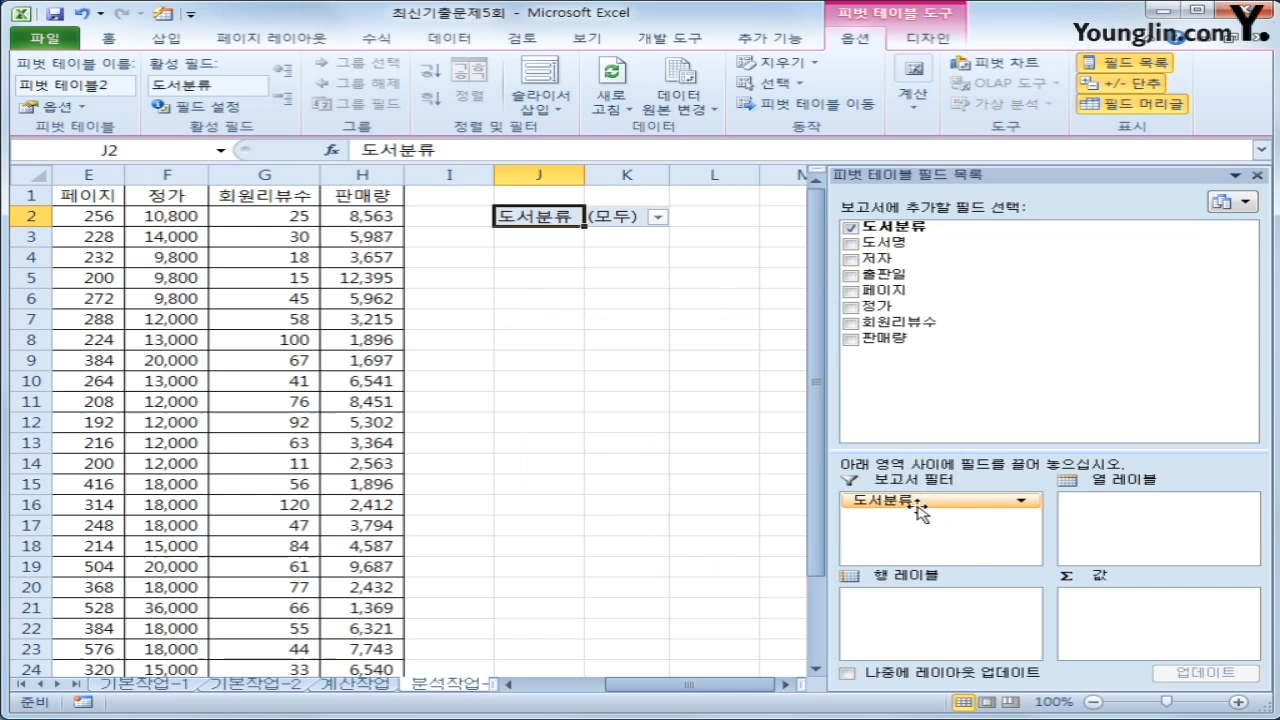 최신기출문제5회 - Microsoft Excel
피벗 테이블 도구
Younglin.com Y.
파일 홈 삽입 페이지 레이아웃 수식 데이터 검토 보기 개발 도구 추가 기능 옵션 디자인
피벗 테이블 이름:
피벗 테이블2
옵션
피벗 테이블
활성 필드:
도서분류
필드 설정
활성 필드
그룹 선택
그룹 해제
그룹 필드
그룹
정렬
슬라이서
삽입
정렬 및 필터
새로
고침
데이터
원본 변경
데이터
지우기
선택
피벗 테이블 이동
동작
계산
피벗 차트
OLAP 도구
가상 분석
도구
필드 목록
+/- 단추
필드 머리글
표시
J2 fx 도서분류
E F G H I J K L M
1 페이지 정가 회원리뷰수 판매량
2 256 10,800 25 8,563 도서분류 (모두)
3 228 14,000 30 5,987
4 232 9,800 18 3,657
5 200 9,800 15 12,395
6 272 9,800 45 5,962
7 288 12,000 58 3,215
8 224 13,000 100 1,896
9 384 20,000 67 1,697
10 264 13,000 41 6,541
11 208 12,000 76 8,451
12 192 12,000 92 5,302
13 216 12,000 63 3,364
14 200 12,000 11 2,563
15 416 18,000 56 1,896
16 314 18,000 120 2,412
17 248 18,000 47 3,794
18 214 15,000 84 4,587
19 504 20,000 61 9,687
20 368 18,000 77 2,432
21 528 36,000 66 1,369
22 384 18,000 55 6,321
23 576 18,000 44 7,743
24 320 15,000 33 6,540
기본작업-1 기본작업-2 계산작업 분석작업-
준비 100%
피벗 테이블 필드 목록
보고서에 추가할 필드 선택:
도서분류
도서명
저자
출판일
페이지
정가
회원리뷰수
판매량
아래 영역 사이에 필드를 끌어 놓으십시오.
보고서 필터 열 레이블
도서분류
행 레이블 Σ 값
나중에 레이아웃 업데이트 업데이트